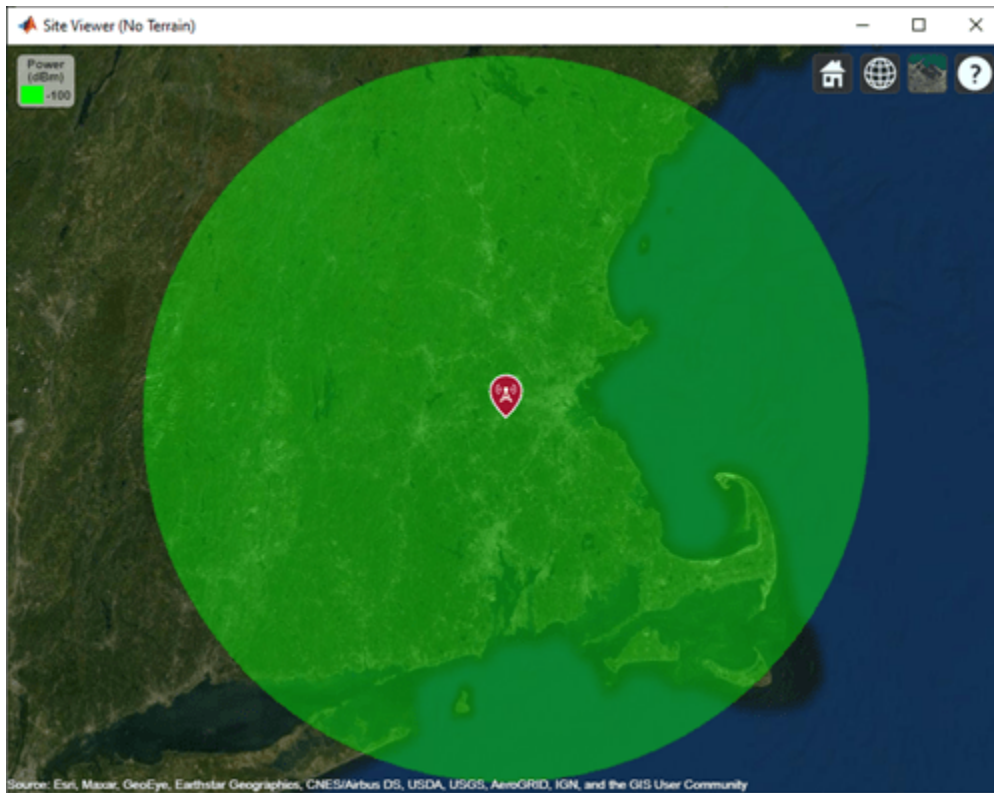 Site Viewer (No Terrain)
Power
(dBm)
-100
?
Source: Esri, Maxar, GeoEye, Earthstar Geographics, CNES/Airbus DS, USDA, USGS, AeroGRID, IGN, and the GIS User Community